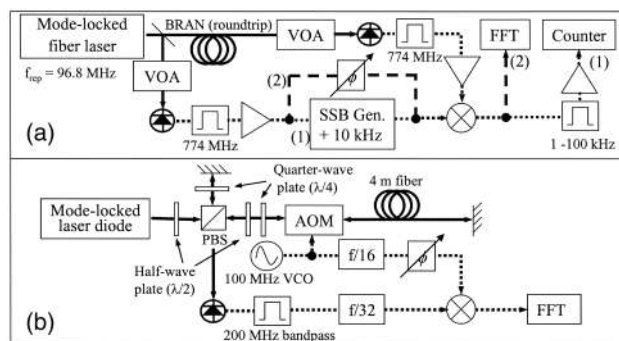 Mode-locked fiber laser
BRAN (roundtrip)
VOA
774 MHz
FFT
Counter
f_rep = 96.8 MHz
VOA
(2)
ϕ
(2)
(1)
774 MHz
(1)
SSB Gen. + 10 kHz
1 -100 kHz
(a)
Quarter-wave plate (λ/4)
4 m fiber
Mode-locked laser diode
PBS
AOM
Half-wave plate (λ/2)
100 MHz VCO
f/16
ϕ
(b)
200 MHz bandpass
f/32
FFT